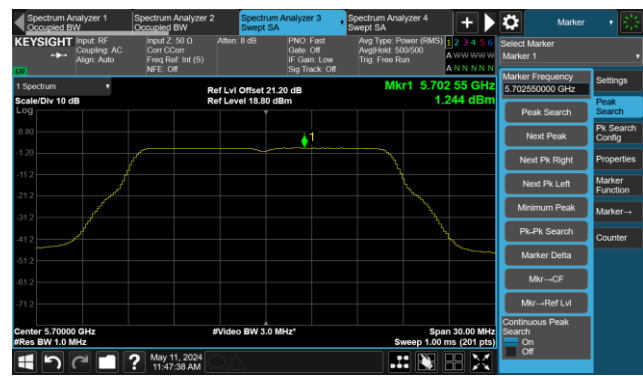 Spectrum Analyzer 1
Occupied BW
Spectrum Analyzer 2
Occupied BW
Spectrum Analyzer 3
Swept SA
Spectrum Analyzer 4
Swept SA
Marker
KEYSIGHT
Input: RF
Coupling: AC
Align: Auto
Input Z: 50 Ω
Corr CCorr
Freq Ref: Int (S)
NFE: Off
Atten: 8 dB
PNO: Fast
Gate: Off
IF Gain: Low
Sig Track: Off
Avg Type: Power (RMS)
Avg|Hold: 500/500
Trig: Free Run
1 2 3 4 5 6
A W W W W W
A N N N N N
LXI
Select Marker
Marker 1
1 Spectrum
Scale/Div 10 dB
Log
Ref Lvl Offset 21.20 dB
Ref Level 18.80 dBm
Mkr1 5.702 55 GHz
1.244 dBm
8.80
-1.20
-11.2
-21.2
-31.2
-41.2
-51.2
-61.2
-71.2
1
Center 5.70000 GHz
#Res BW 1.0 MHz
#Video BW 3.0 MHz*
Span 30.00 MHz
Sweep 1.00 ms (201 pts)
Marker Frequency
5.702550000 GHz
Peak Search
Next Peak
Next Pk Right
Next Pk Left
Minimum Peak
Pk-Pk Search
Marker Delta
Mkr→CF
Mkr→Ref Lvl
Continuous Peak
Search
On
Off
Settings
Peak
Search
Pk Search
Config
Properties
Marker
Function
Marker→
Counter
?
May 11, 2024
11:47:38 AM